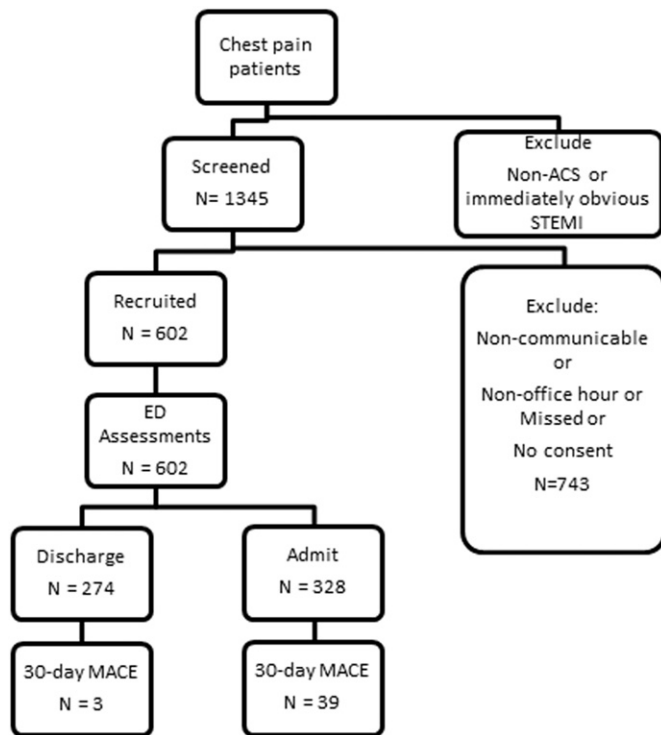 Chest pain
patients
Screened
N= 1345
Exclude
Non-ACS or
immediately obvious
STEMI
Recruited
N = 602
Exclude:
Non-communicable
or
Non-office hour or
Missed or
No consent
N=743
ED
Assessments
N = 602
Discharge
N = 274
Admit
N = 328
30-day MACE
N = 3
30-day MACE
N = 39